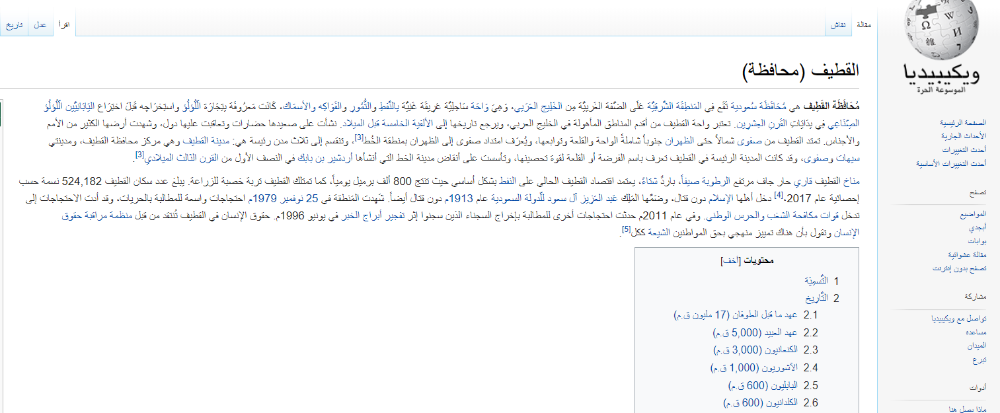 ويكيبيديا
الموسوعة الحرة
الصفحة الرئيسية
الأحداث الجارية
أحدث التغييرات
أحدث التغييرات الأساسية
تصفح
المواضيع
أبجدي
بوابات
مقالة عشوائية
تصفح بدون إنترنت
مشاركة
تواصل مع ويكيبيديا
مساعدة
الميدان
تبرع
أدوات
ماذا يصل هنا
مقالة
نقاش
اقرأ
عدل
تاريخ
القطيف (محافظة)
مُحَافَظَة القَطِيف هي مُحَافَظَة سُعودية تَقَع فِي المَنطِقَة الشَّرقِيَّة عَلَى الضَّفة الغَربِيَّة مِن الخَلِيج العَرَبِي، وَهِيَ وَاحَة سَاحِلِيَّة عَرِيقَة غَنِيَّة بِالنَّفطِ والتُّمُورِ والفَوَاكِه والأسمَاك، كَانَت مَعرُوفَة بِتِجَارَة اللُّؤلُؤ واستِخرَاجِه قَبلَ اختِرَاع اليَابَانِيَّين اللُّؤلُؤ
الصِّنَاعِي فِي بِدَايَاتِ القَرنِ العِشرِين. تعتبر واحة القطيف من أقدم المناطق المأهولة في الخليج العربي، ويرجع تاريخها إلى الألفية الخامسة قبل الميلاد. نشأت على صعيدها حضارات وتعاقبت عليها دول، وشهدت أرضها الكثير من الأمم
والأجناس. تمتد القطيف من صفوى شمالاً حتى الظهران جنوباً شاملةً الواحة والقلعة وتوابعها، ويُعرَف امتداد صفوى إلى الظهران بمنطقة الخُط[3]، وتنقسم إلى ثلاث مدن رئيسة هي: مدينة القطيف وهي مركز محافظة القطيف، ومدينتي
سيهات وصفوى، وقد كانت المدينة الرئيسة في القطيف تعرف باسم الفرضة أو القلعة لقوة تحصينها، وتأسست على أنقاض مدينة الخط التي أنشأها أردشير بن بابك في النصف الأول من القرن الثالث الميلادي[3].
مناخ القطيف قاري حار جاف مرتفع الرطوبة صيفاً، باردٌ شتاءً، يعتمد اقتصاد القطيف الحالي على النفط بشكل أساسي حيث تنتج 800 ألف برميل يومياً، كما تمتلك القطيف تربة خصبة للزراعة. يبلغ عدد سكان القطيف 524,182 نسمة حسب
إحصائية عام 2017،[4] دخل أهلها الإسلام دون قتال، وضمَّها المَلِك عَبد العَزِيز آل سعود للَّدولة السعودية عام 1913م دون قتال أيضاً. شَهِدت المَنطقة في 25 نوفمبر 1979م احتجاجات واسعة للمطالبة بالحريات، وقد أدت الاحتجاجات إلى
تدخل قوات مكافحة الشغب والحرس الوطني. وفي عام 2011م حدثت احتجاجات أخرى للمطالبة بإخراج السجناء الذين سجنوا إثر تفجير أبراج الخبر في يونيو 1996م. حقوق الإنسان في القطيف تُنتقد من قبل منظمة مراقبة حقوق
الإنسان وتقول بأن هناك تمييز منهجي بحق المواطنين الشيعة ككل[5].
محتويات [أخف]
1 التَّسمِيَة
2 التَّارِيخ
2.1 عهد ما قبل الطوفان (17 مليون ق.م)
2.2 عهد العبيد (5,000 ق.م)
2.3 الكنعانيون (3,000 ق.م)
2.4 الآشوريون (1,000 ق.م)
2.5 البابليون (600 ق.م)
2.6 الكلدانيون (600 ق.م)